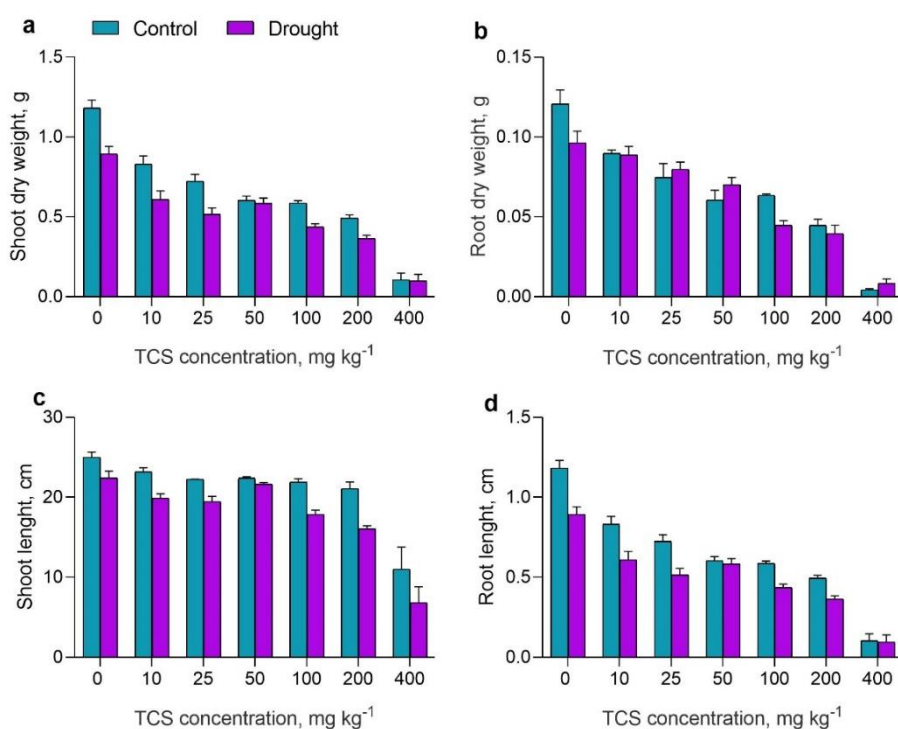 a Control Drought
1.5
1.0
0.5
0.0
Shoot dry weight, g
0 10 25 50 100 200 400
TCS concentration, mg kg⁻¹
b
0.15
0.10
0.05
0.00
Root dry weight, g
0 10 25 50 100 200 400
TCS concentration, mg kg⁻¹
c
30
20
10
0
Shoot lenght, cm
0 10 25 50 100 200 400
TCS concentration, mg kg⁻¹
d
1.5
1.0
0.5
0.0
Root lenght, cm
0 10 25 50 100 200 400
TCS concentration, mg kg⁻¹